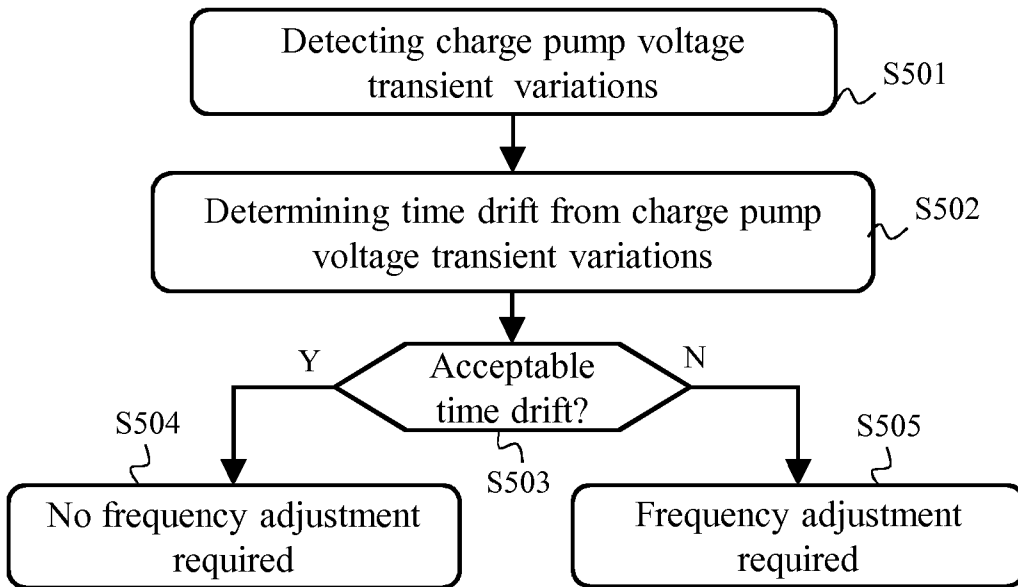 Detecting charge pump voltage
transient variations
S501
Determining time drift from charge pump
voltage transient variations
S502
Y
Acceptable
time drift?
N
S503
S504
No frequency adjustment
required
S505
Frequency adjustment
required